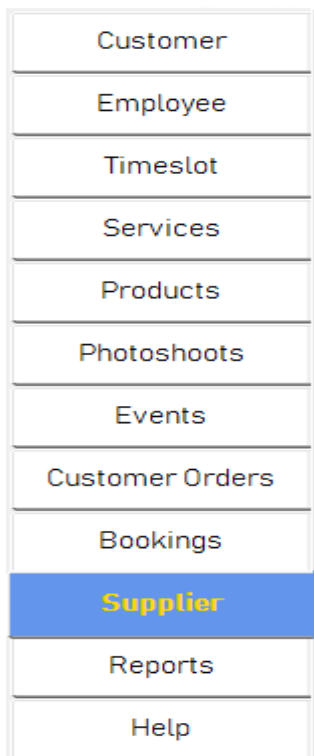 Customer
Employee
Timeslot
Services
Products
Photoshoots
Events
Customer Orders
Bookings
Supplier
Reports
Help